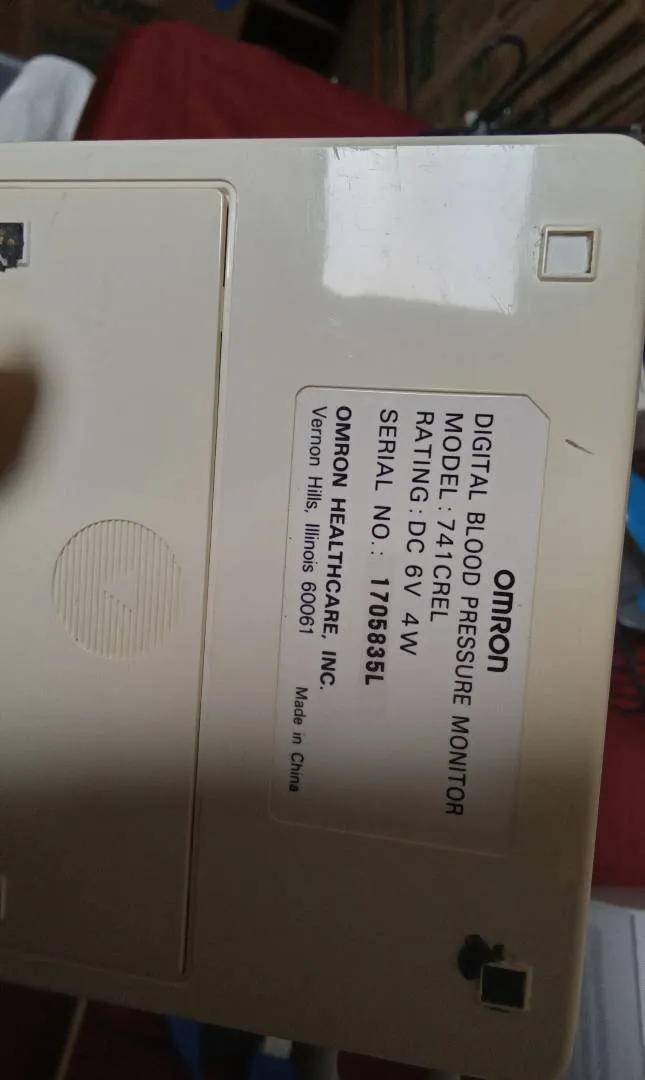 OMRON
DIGITAL BLOOD PRESSURE MONITOR
MODEL : 741CREL
RATING : DC 6V 4W
SERIAL NO. : 1705835L
OMRON HEALTHCARE, INC.
Vernon Hills, Illinois 60061 Made in China